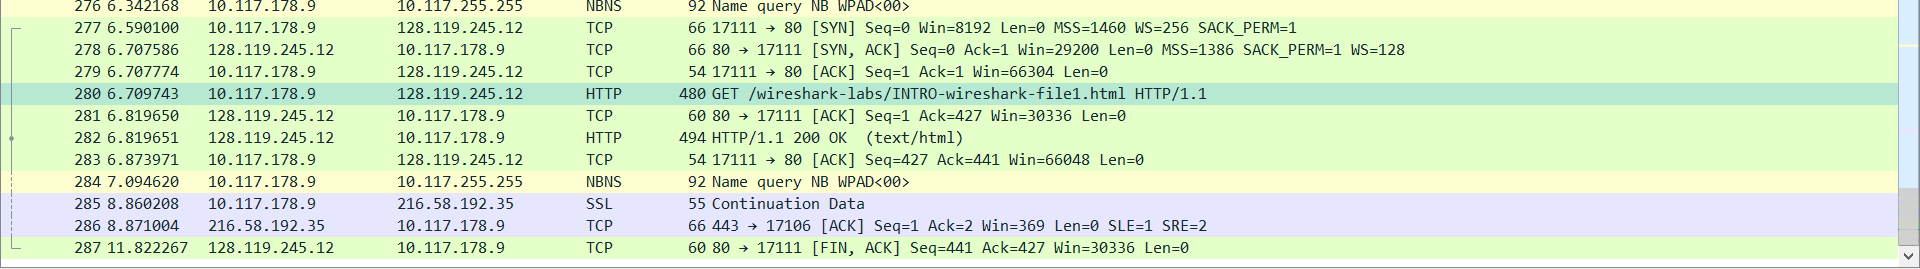 276 6.342168 10.117.178.9 10.117.255.255 NBNS 92 Name query NB WPAD<00>
277 6.590100 10.117.178.9 128.119.245.12 TCP 66 17111 → 80 [SYN] Seq=0 Win=8192 Len=0 MSS=1460 WS=256 SACK_PERM=1
278 6.707586 128.119.245.12 10.117.178.9 TCP 66 80 → 17111 [SYN, ACK] Seq=0 Ack=1 Win=29200 Len=0 MSS=1386 SACK_PERM=1 WS=128
279 6.707774 10.117.178.9 128.119.245.12 TCP 54 17111 → 80 [ACK] Seq=1 Ack=1 Win=66304 Len=0
280 6.709743 10.117.178.9 128.119.245.12 HTTP 480 GET /wireshark-labs/INTRO-wireshark-file1.html HTTP/1.1
281 6.819650 128.119.245.12 10.117.178.9 TCP 60 80 → 17111 [ACK] Seq=1 Ack=427 Win=30336 Len=0
282 6.819651 128.119.245.12 10.117.178.9 HTTP 494 HTTP/1.1 200 OK (text/html)
283 6.873971 10.117.178.9 128.119.245.12 TCP 54 17111 → 80 [ACK] Seq=427 Ack=441 Win=66048 Len=0
284 7.094620 10.117.178.9 10.117.255.255 NBNS 92 Name query NB WPAD<00>
285 8.860208 10.117.178.9 216.58.192.35 SSL 55 Continuation Data
286 8.871004 216.58.192.35 10.117.178.9 TCP 66 443 → 17106 [ACK] Seq=1 Ack=2 Win=369 Len=0 SLE=1 SRE=2
287 11.822267 128.119.245.12 10.117.178.9 TCP 60 80 → 17111 [FIN, ACK] Seq=441 Ack=427 Win=30336 Len=0